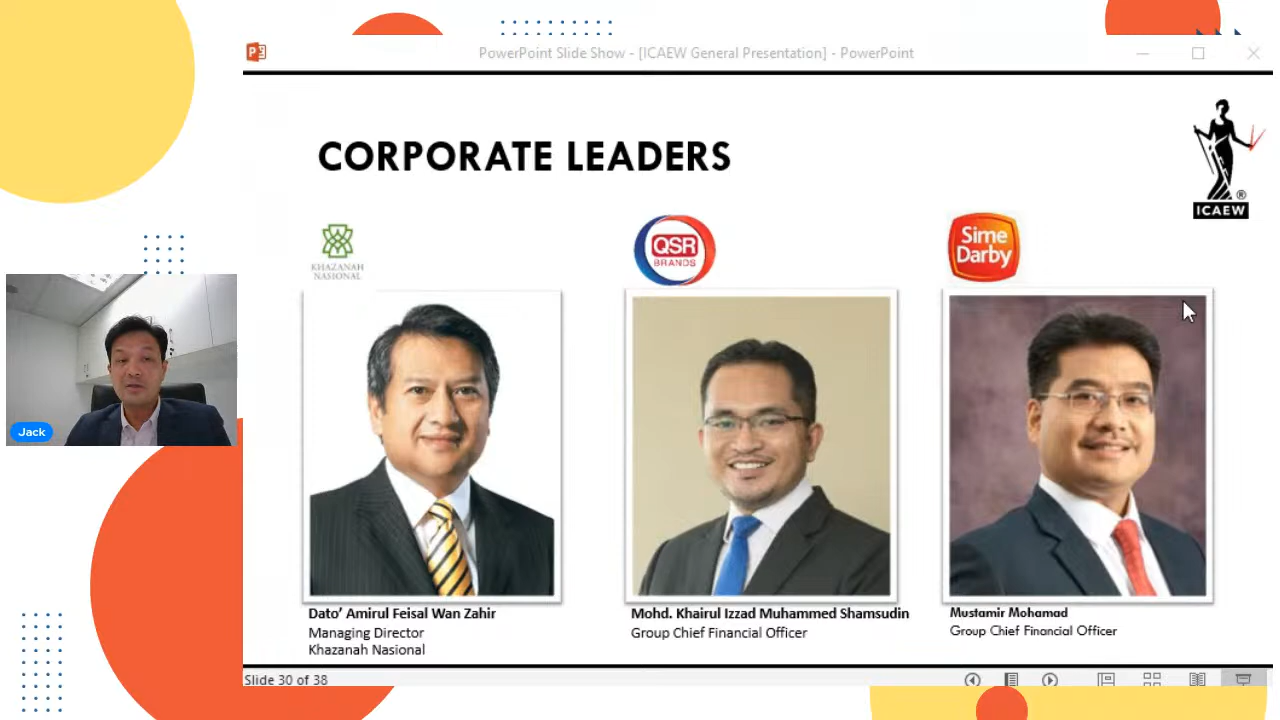 PowerPoint Slide Show - [ICAEW General Presentation] - PowerPoint
CORPORATE LEADERS
®
ICAEW
KHAZANAH
NASIONAL
QSR
BRANDS
Sime
Darby
Jack
Dato’ Amirul Feisal Wan Zahir
Managing Director
Khazanah Nasional
Mohd. Khairul Izzad Muhammed Shamsudin
Group Chief Financial Officer
Mustamir Mohamad
Group Chief Financial Officer
Slide 30 of 38